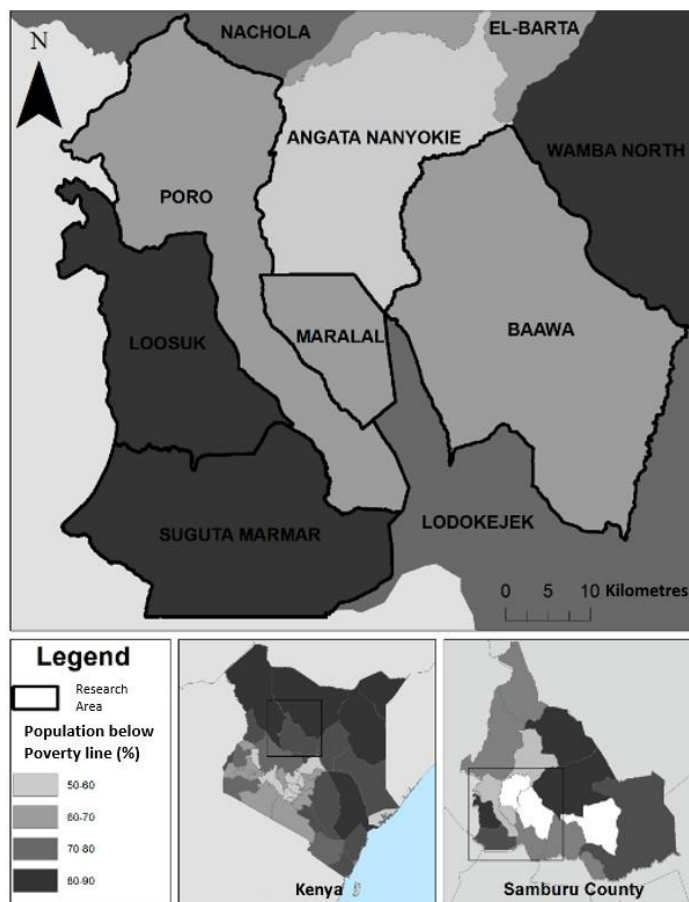 NACHOLA
EL-BARTA
N
ANGATA NANYOKIE
WAMBA NORTH
PORO
LOOSUK
MARALAL
BAAWA
SUGUTA MARMAR
LODOKEJEK
0 5 10 Kilometres
Legend
Research
Area
Population below
Poverty line (%)
50-60
60-70
70-80
80-90
Kenya
Samburu County